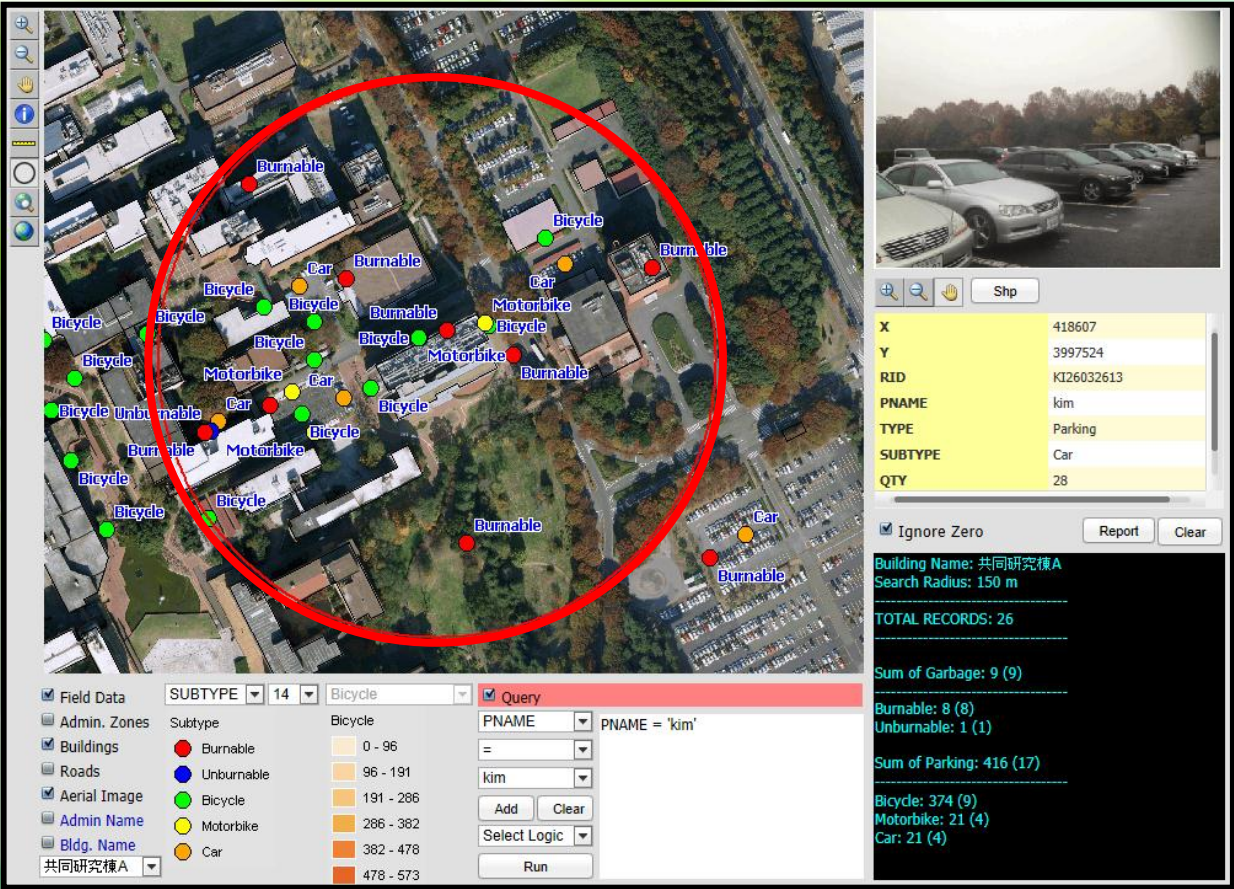 Burnable
Bicycle
Burnable
Car
Burnable
Car
Bicycle
Bicycle
Burnable
Motorbike
Bicycle
Bicycle
Bicycle
Bicycle
Bicycle
Motorbike
Bicycle
Motorbike
Car
Burnable
Bicycle
Unburnable
Car
Bicycle
Bicycle
Burnable
Motorbike
Bicycle
Bicycle
Bicycle
Burnable
Car
Burnable
Shp
X 418607
Y 3997524
RID KI26032613
PNAME kim
TYPE Parking
SUBTYPE Car
QTY 28
Ignore Zero Report Clear
Building Name: 共同研究棟A
Search Radius: 150 m
-----------------------------------
TOTAL RECORDS: 26
-----------------------------------
Sum of Garbage: 9 (9)
-----------------------------------
Burnable: 8 (8)
Unburnable: 1 (1)
Sum of Parking: 416 (17)
-----------------------------------
Bicycle: 374 (9)
Motorbike: 21 (4)
Car: 21 (4)
Field Data
Admin. Zones
Buildings
Roads
Aerial Image
Admin Name
Bldg. Name
共同研究棟A
SUBTYPE 14 Bicycle
Subtype
Burnable
Unburnable
Bicycle
Motorbike
Car
Bicycle
0 - 96
96 - 191
191 - 286
286 - 382
382 - 478
478 - 573
Query
PNAME
=
kim
Add Clear
Select Logic
Run
PNAME = 'kim'